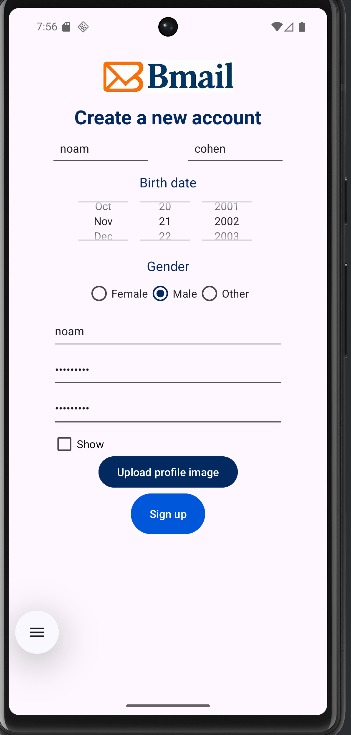 7:56
Bmail
Create a new account
noam cohen
Birth date
Oct 20 2001
Nov 21 2002
Dec 22 2003
Gender
Female Male Other
noam
•••••••••
•••••••••
Show
Upload profile image
Sign up